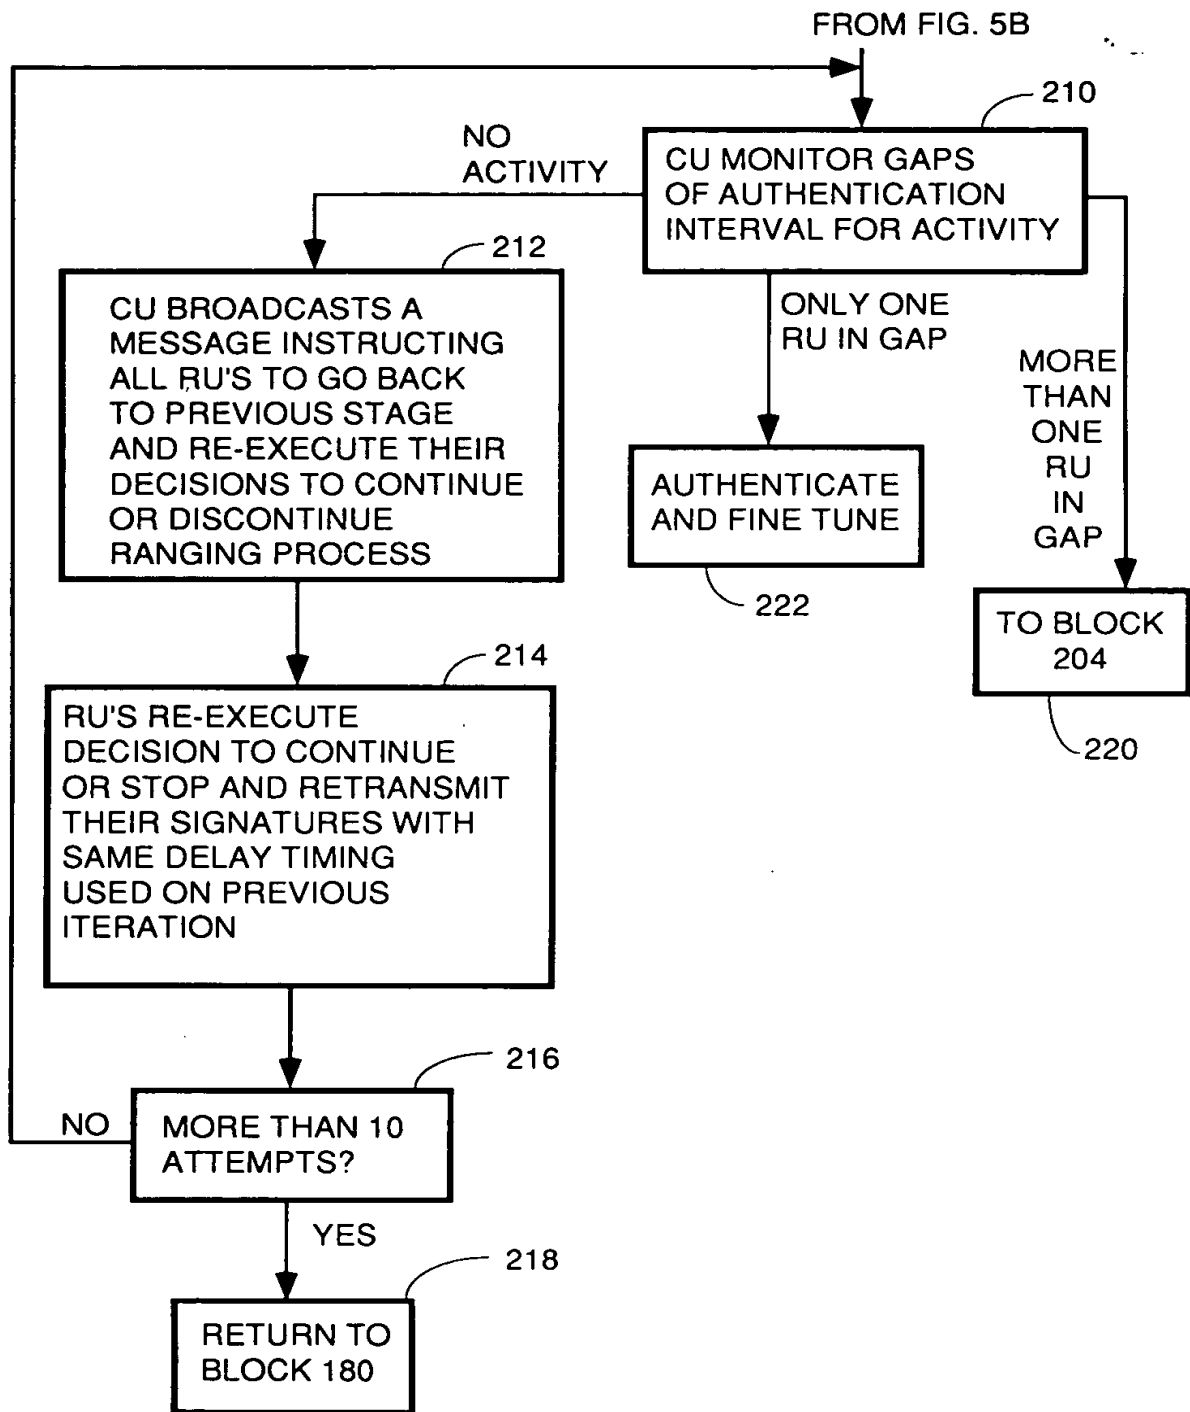 FROM FIG. 5B
210
NO
ACTIVITY
CU MONITOR GAPS
OF AUTHENTICATION
INTERVAL FOR ACTIVITY
212
CU BROADCASTS A
MESSAGE INSTRUCTING
ALL RU'S TO GO BACK
TO PREVIOUS STAGE
AND RE-EXECUTE THEIR
DECISIONS TO CONTINUE
OR DISCONTINUE
RANGING PROCESS
ONLY ONE
RU IN GAP
MORE
THAN
ONE
RU
IN
GAP
AUTHENTICATE
AND FINE TUNE
222
TO BLOCK
204
220
214
RU'S RE-EXECUTE
DECISION TO CONTINUE
OR STOP AND RETRANSMIT
THEIR SIGNATURES WITH
SAME DELAY TIMING
USED ON PREVIOUS
ITERATION
216
NO
MORE THAN 10
ATTEMPTS?
YES
218
RETURN TO
BLOCK 180